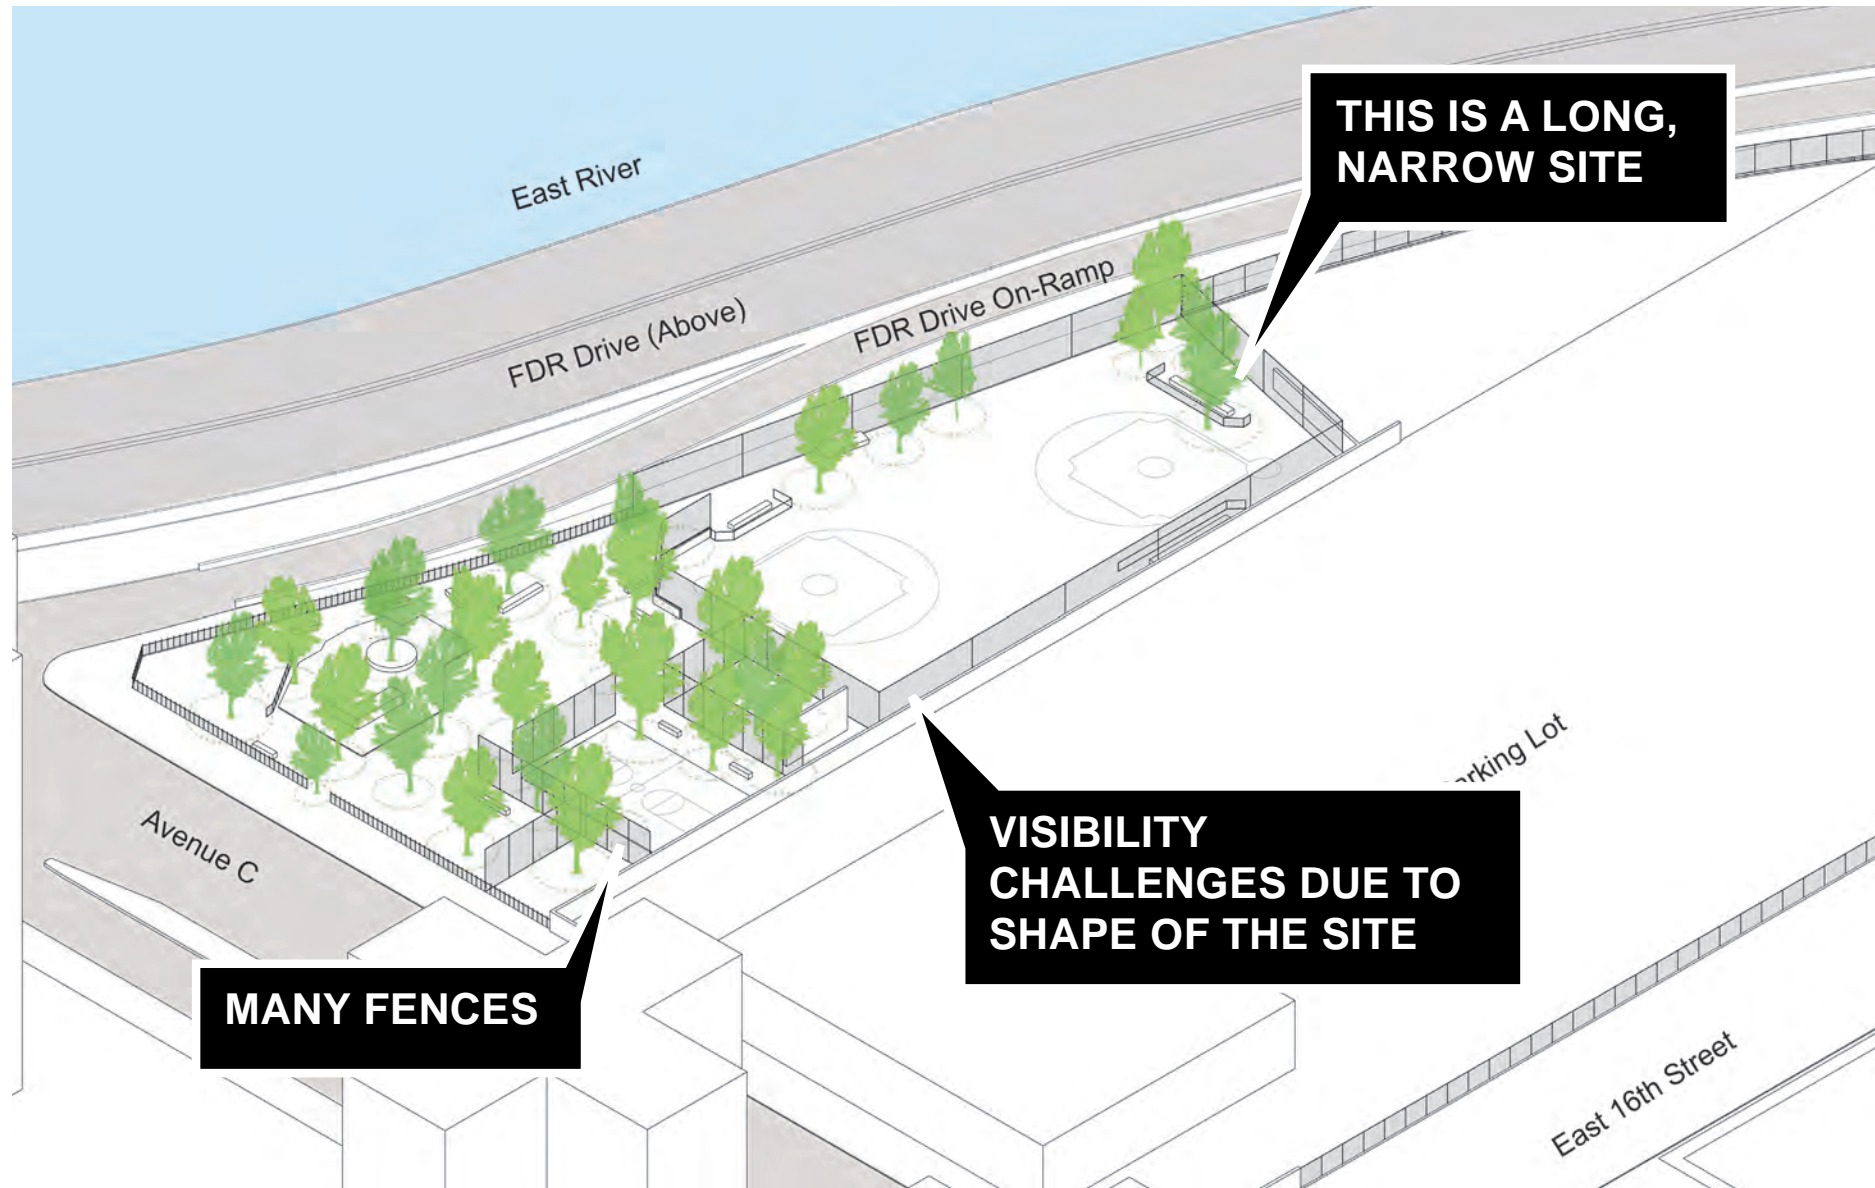 THIS IS A LONG,
NARROW SITE
East River
FDR Drive On-Ramp
FDR Drive (Above)
Lot
VISIBILITY
CHALLENGES DUE TO
SHAPE OF THE SITE
Avenue C
MANY FENCES
East 16th Street